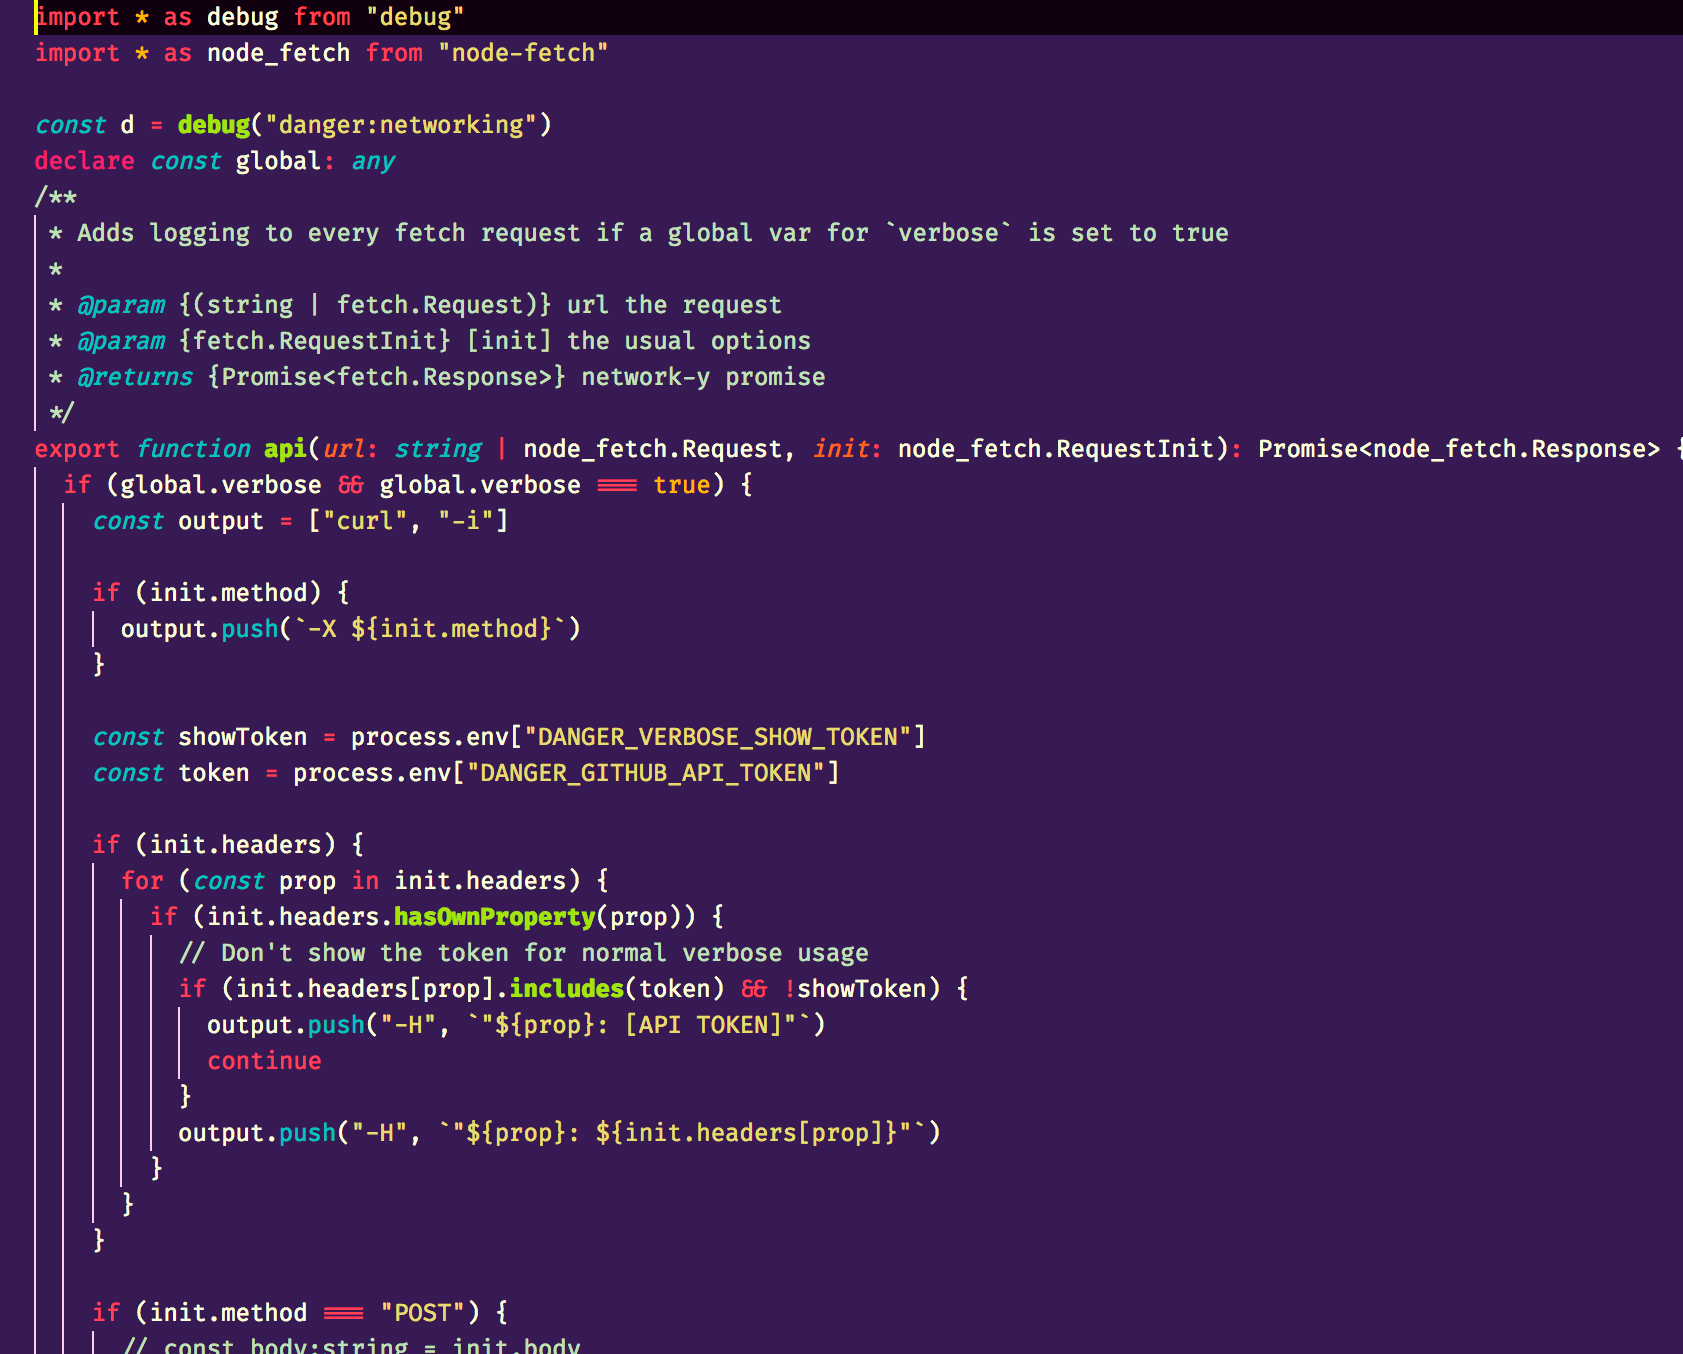 import * as debug from "debug"
import * as node_fetch from "node-fetch"

const d = debug("danger:networking")
declare const global: any
/**
 * Adds logging to every fetch request if a global var for `verbose` is set to true
 *
 * @param {(string | fetch.Request)} url the request
 * @param {fetch.RequestInit} [init] the usual options
 * @returns {Promise<fetch.Response>} network-y promise
 */
export function api(url: string | node_fetch.Request, init: node_fetch.RequestInit): Promise<node_fetch.Response> {
  if (global.verbose && global.verbose === true) {
    const output = ["curl", "-i"]

    if (init.method) {
      output.push(`-X ${init.method}`)
    }

    const showToken = process.env["DANGER_VERBOSE_SHOW_TOKEN"]
    const token = process.env["DANGER_GITHUB_API_TOKEN"]

    if (init.headers) {
      for (const prop in init.headers) {
        if (init.headers.hasOwnProperty(prop)) {
          // Don't show the token for normal verbose usage
          if (init.headers[prop].includes(token) && !showToken) {
            output.push("-H", `"${prop}: [API TOKEN]"`)
            continue
          }
          output.push("-H", `"${prop}: ${init.headers[prop]}"`)
        }
      }
    }

    if (init.method === "POST") {
      // const body:string = init.body